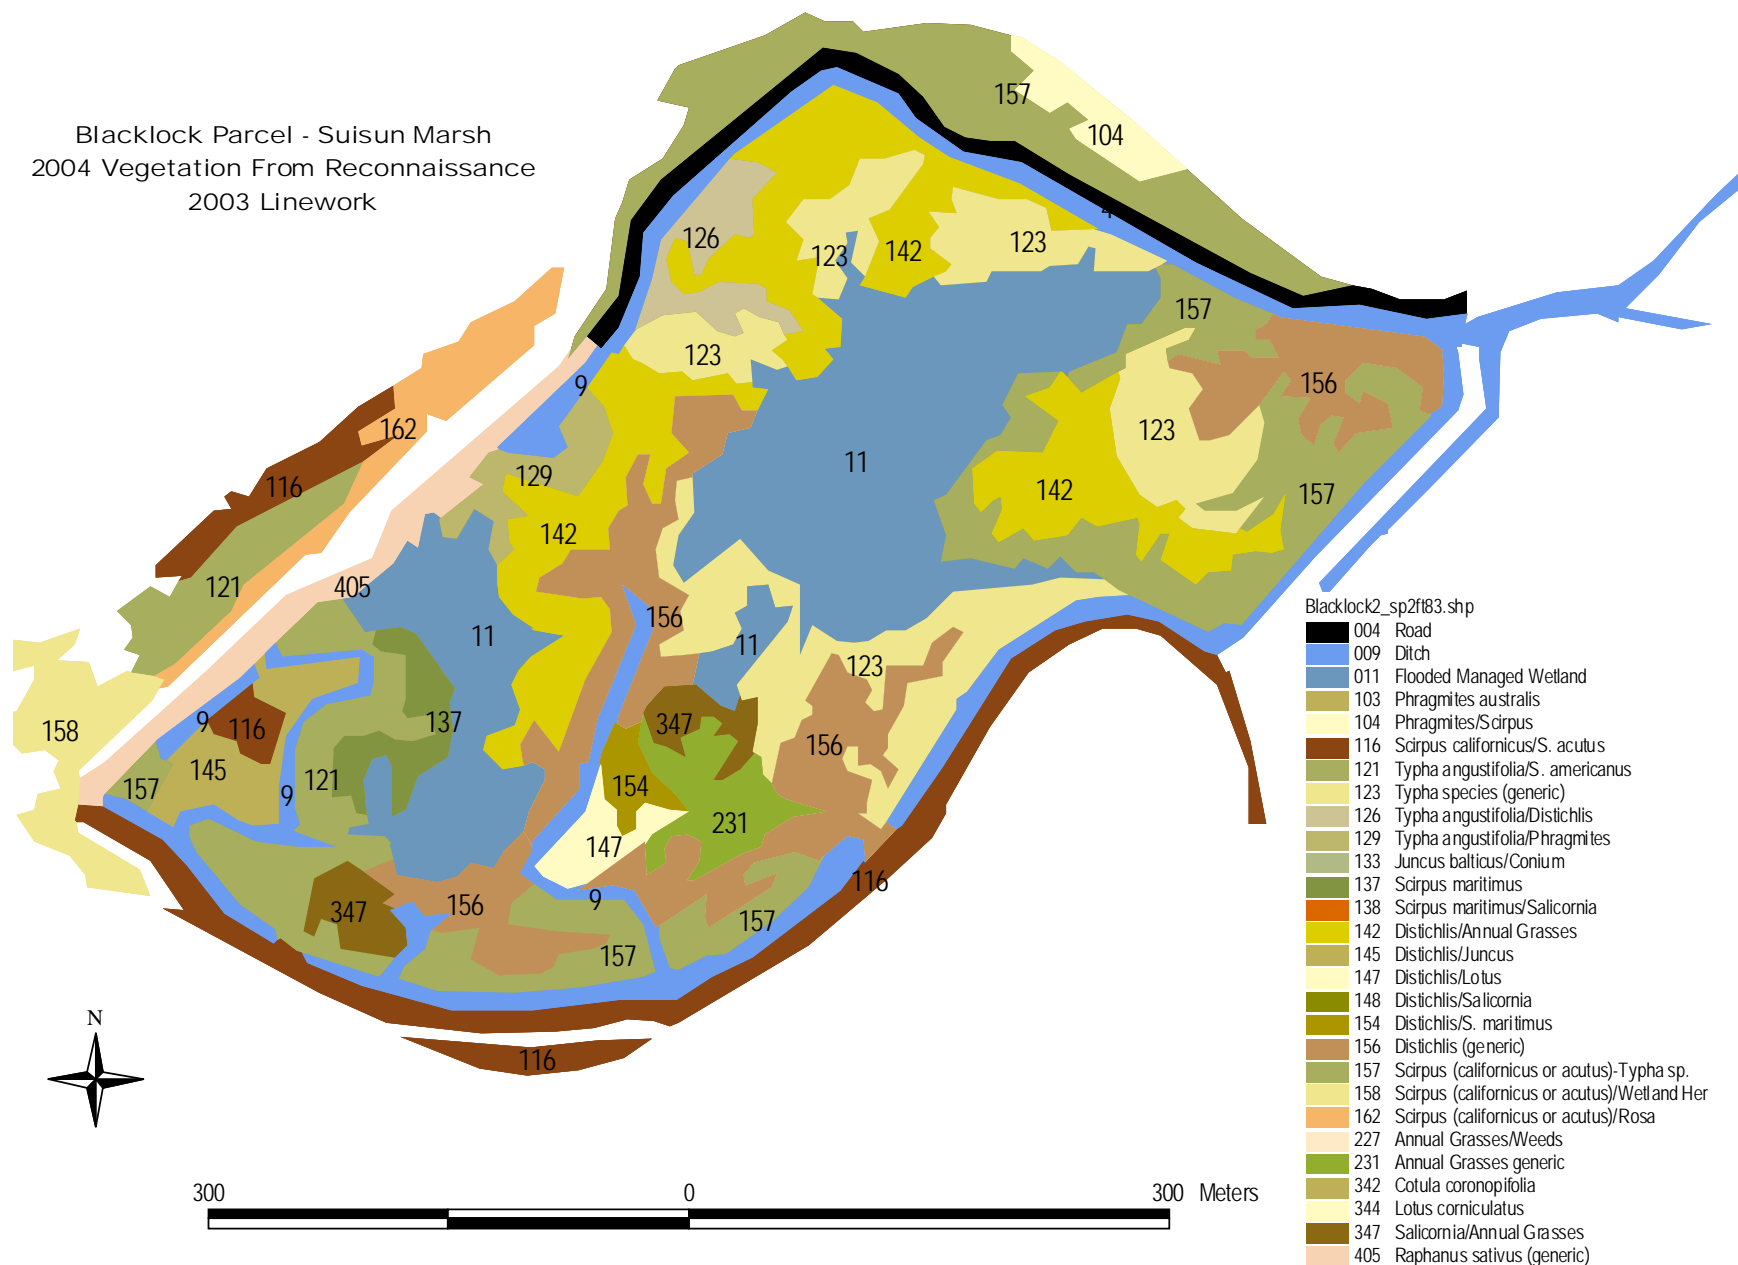 Blacklock Parcel - Suisun Marsh
2004 Vegetation From Reconnaissance
2003 Linework
157
104
4
126
123
142
123
157
123
9
156
162
123
11
129
116
142
157
142
121
405
156
11
11
123
158
9
116
137
347
156
145
121
154
157
9
231
147
116
9
347
156
157
157
116
N
300
0
300 Meters
Blacklock2_sp2ft83.shp
004 Road
009 Ditch
011 Flooded Managed Wetland
103 Phragmites australis
104 Phragmites/Scirpus
116 Scirpus californicus/S. acutus
121 Typha angustifolia/S. americanus
123 Typha species (generic)
126 Typha angustifolia/Distichlis
129 Typha angustifolia/Phragmites
133 Juncus balticus/Conium
137 Scirpus maritimus
138 Scirpus maritimus/Salicornia
142 Distichlis/Annual Grasses
145 Distichlis/Juncus
147 Distichlis/Lotus
148 Distichlis/Salicornia
154 Distichlis/S. maritimus
156 Distichlis (generic)
157 Scirpus (californicus or acutus)-Typha sp.
158 Scirpus (californicus or acutus)/Wetland Her
162 Scirpus (californicus or acutus)/Rosa
227 Annual Grasses/Weeds
231 Annual Grasses generic
342 Cotula coronopifolia
344 Lotus corniculatus
347 Salicornia/Annual Grasses
405 Raphanus sativus (generic)